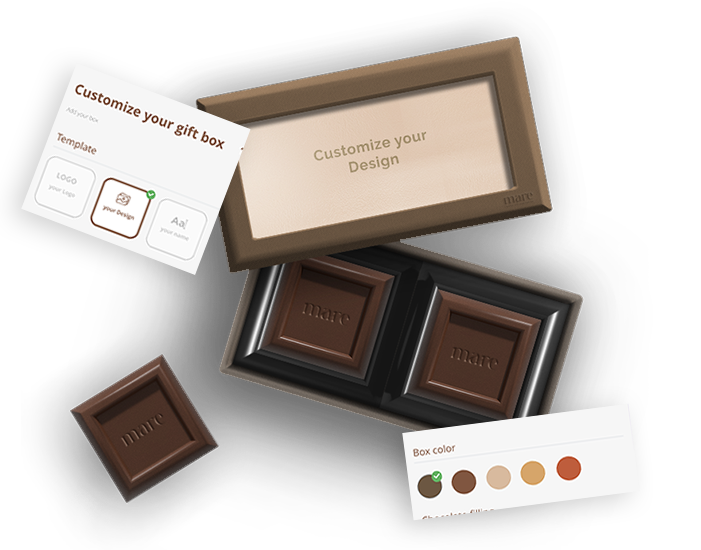 Customize your gift box
Add your box
Template
LOGO
your Logo
your Design
Aa
your name
Customize your
Design
mare
mare
mare
mare
Box color
Chocolate filling